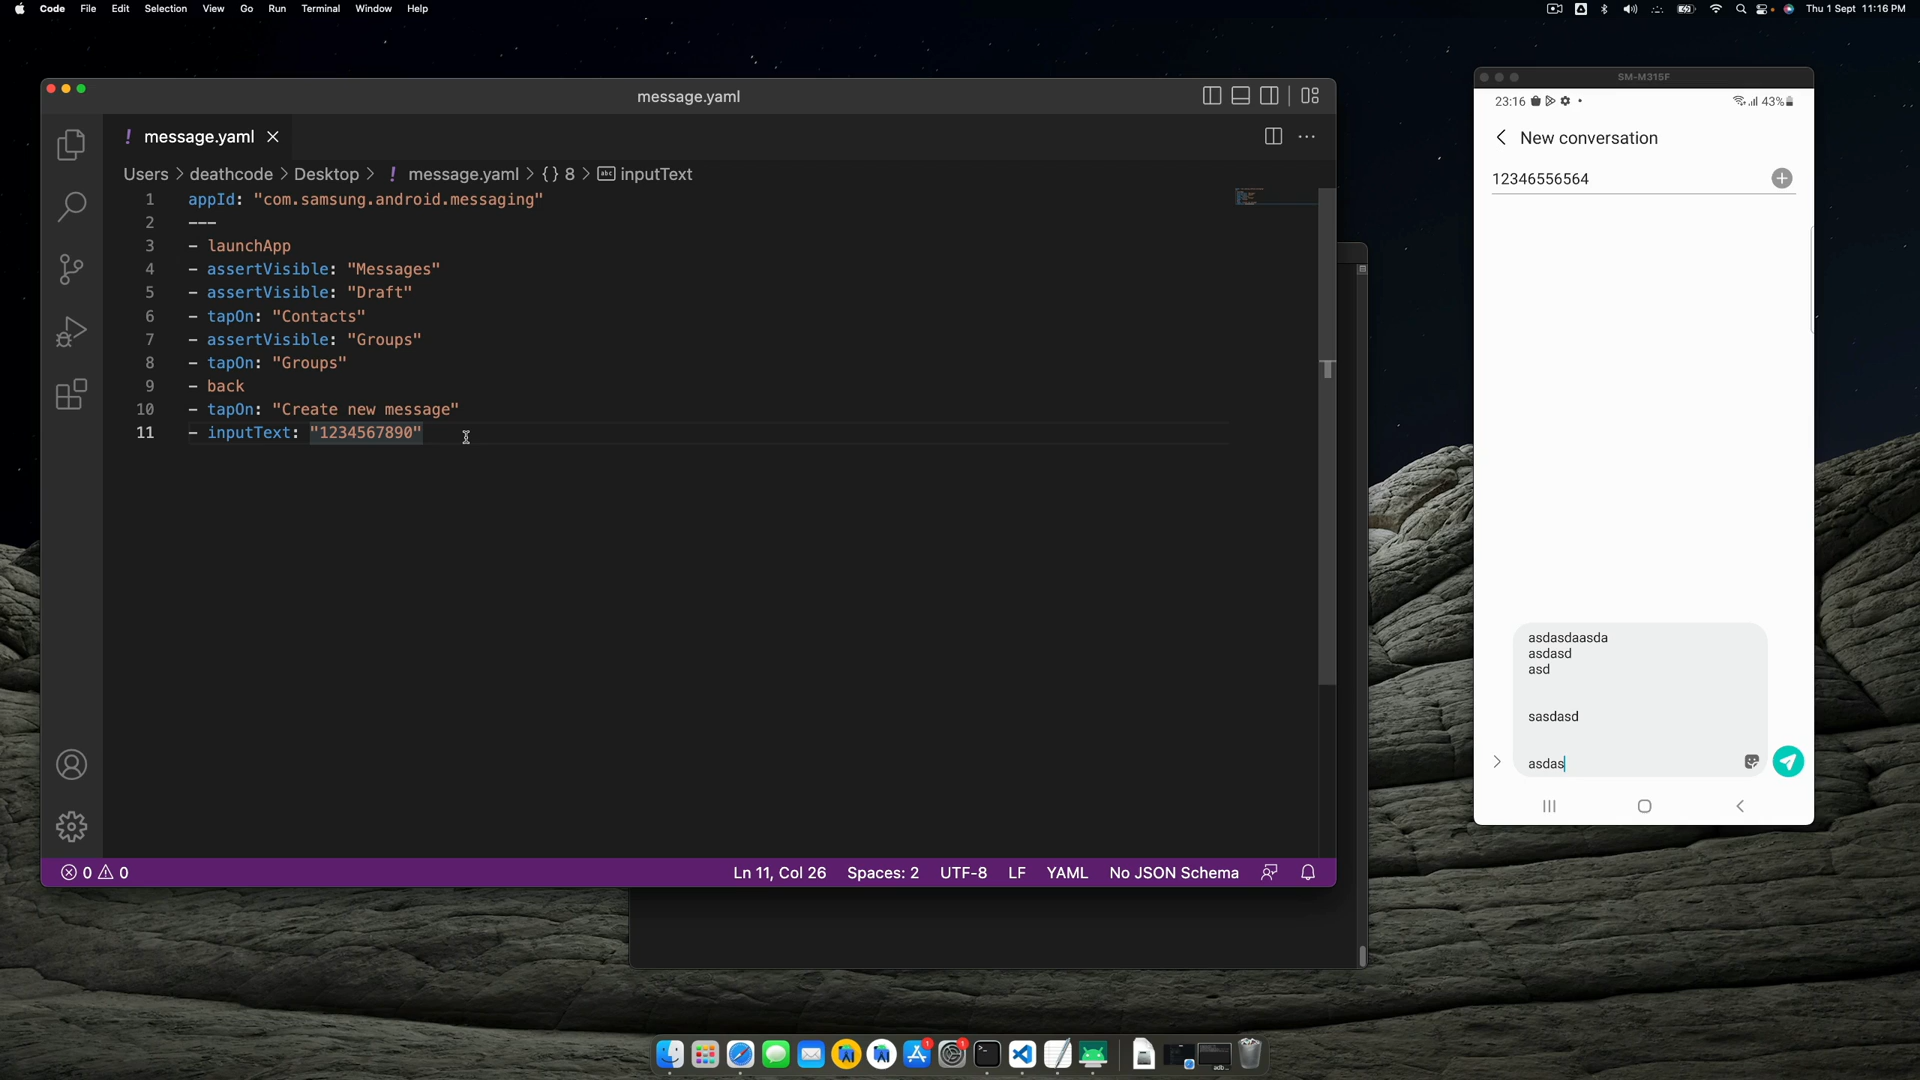 Code File Edit Selection View Go Run Terminal Window Help
Thu 1 Sept 11:16 PM
message.yaml
! message.yaml
Users > deathcode > Desktop > ! message.yaml > {} 8 > abc inputText
1 appId: "com.samsung.android.messaging"
2 ---
3 - launchApp
4 - assertVisible: "Messages"
5 - assertVisible: "Draft"
6 - tapOn: "Contacts"
7 - assertVisible: "Groups"
8 - tapOn: "Groups"
9 - back
10 - tapOn: "Create new message"
11 - inputText: "1234567890"
0 0
Ln 11, Col 26 Spaces: 2 UTF-8 LF YAML No JSON Schema
SM-M315F
23:16 43%
New conversation
12346556564
asdasdaasda
asdasd
asd
sasdasd
asdas
1
1
adb